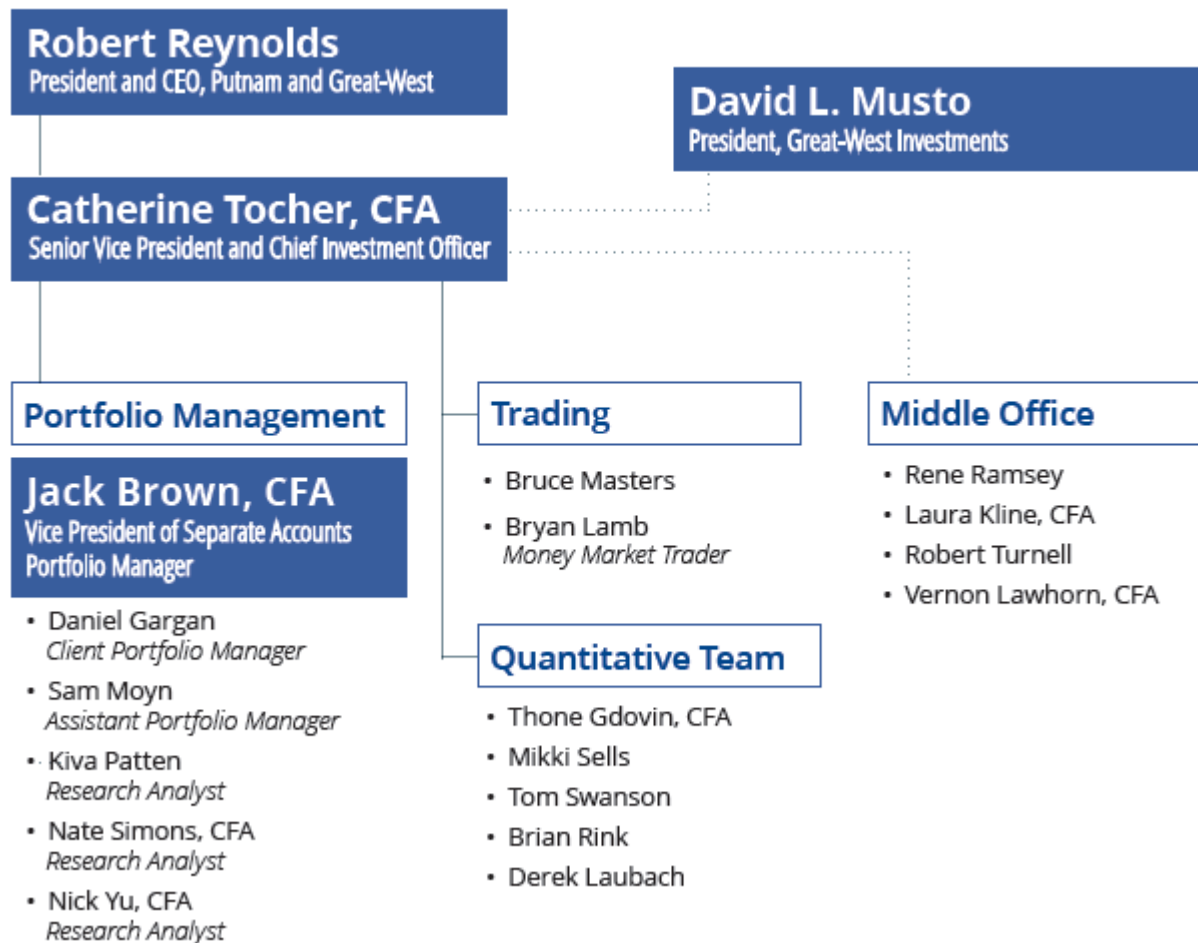 Robert Reynolds
President and CEO, Putnam and Great-West
David L. Musto
President, Great-West Investments
Catherine Tocher, CFA
Senior Vice President and Chief Investment Officer
Portfolio Management
Jack Brown, CFA
Vice President of Separate Accounts
Portfolio Manager
• Daniel Gargan
Client Portfolio Manager
• Sam Moyn
Assistant Portfolio Manager
• Kiva Patten
Research Analyst
• Nate Simons, CFA
Research Analyst
• Nick Yu, CFA
Research Analyst
Trading
• Bruce Masters
• Bryan Lamb
Money Market Trader
Quantitative Team
• Thone Gdovin, CFA
• Mikki Sells
• Tom Swanson
• Brian Rink
• Derek Laubach
Middle Office
• Rene Ramsey
• Laura Kline, CFA
• Robert Turnell
• Vernon Lawhorn, CFA